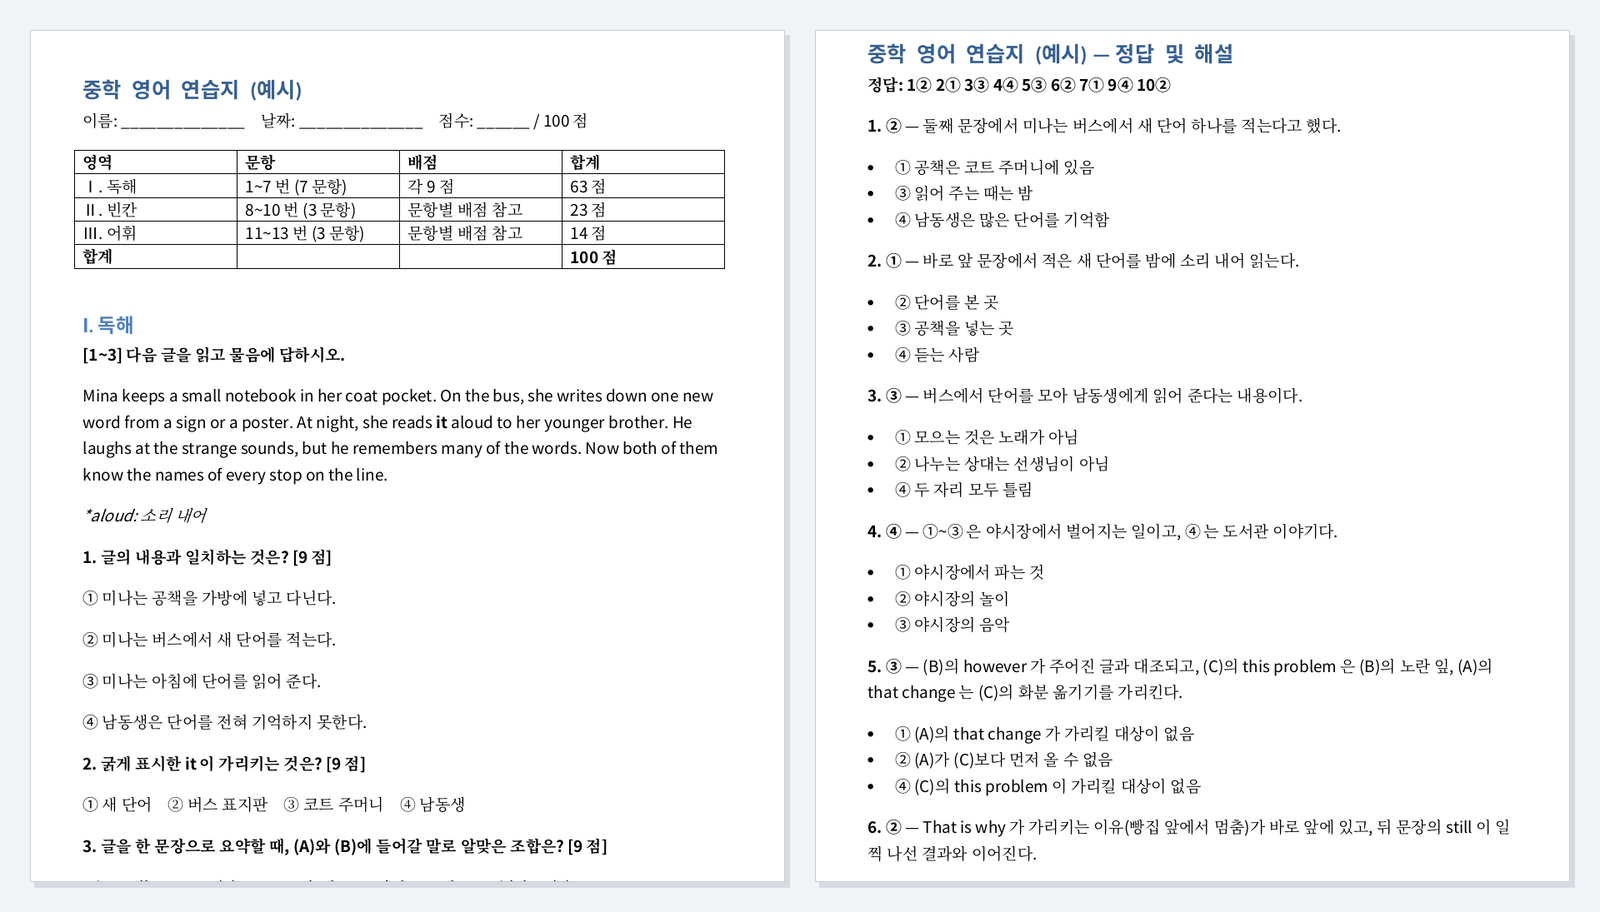 중학 영어 연습지 (예시)
이름: ______________ 날짜: ______________ 점수: ______ / 100 점
영역 문항 배점 합계
Ⅰ. 독해 1~7 번 (7 문항) 각 9 점 63 점
Ⅱ. 빈칸 8~10 번 (3 문항) 문항별 배점 참고 23 점
Ⅲ. 어휘 11~13 번 (3 문항) 문항별 배점 참고 14 점
합계 100 점
I. 독해
[1~3] 다음 글을 읽고 물음에 답하시오.
Mina keeps a small notebook in her coat pocket. On the bus, she writes down one new
word from a sign or a poster. At night, she reads it aloud to her younger brother. He
laughs at the strange sounds, but he remembers many of the words. Now both of them
know the names of every stop on the line.
*aloud: 소리 내어
1. 글의 내용과 일치하는 것은? [9 점]
① 미나는 공책을 가방에 넣고 다닌다.
② 미나는 버스에서 새 단어를 적는다.
③ 미나는 아침에 단어를 읽어 준다.
④ 남동생은 단어를 전혀 기억하지 못한다.
2. 굵게 표시한 it 이 가리키는 것은? [9 점]
① 새 단어 ② 버스 표지판 ③ 코트 주머니 ④ 남동생
3. 글을 한 문장으로 요약할 때, (A)와 (B)에 들어갈 말로 알맞은 조합은? [9 점]
중학 영어 연습지 (예시) — 정답 및 해설
정답: 1② 2① 3③ 4④ 5③ 6② 7① 9④ 10②
1. ② — 둘째 문장에서 미나는 버스에서 새 단어 하나를 적는다고 했다.
• ① 공책은 코트 주머니에 있음
• ③ 읽어 주는 때는 밤
• ④ 남동생은 많은 단어를 기억함
2. ① — 바로 앞 문장에서 적은 새 단어를 밤에 소리 내어 읽는다.
• ② 단어를 본 곳
• ③ 공책을 넣는 곳
• ④ 듣는 사람
3. ③ — 버스에서 단어를 모아 남동생에게 읽어 준다는 내용이다.
• ① 모으는 것은 노래가 아님
• ② 나누는 상대는 선생님이 아님
• ④ 두 자리 모두 틀림
4. ④ — ①~③ 은 야시장에서 벌어지는 일이고, ④ 는 도서관 이야기다.
• ① 야시장에서 파는 것
• ② 야시장의 놀이
• ③ 야시장의 음악
5. ③ — (B)의 however 가 주어진 글과 대조되고, (C)의 this problem 은 (B)의 노란 잎, (A)의
that change 는 (C)의 화분 옮기기를 가리킨다.
• ① (A)의 that change 가 가리킬 대상이 없음
• ② (A)가 (C)보다 먼저 올 수 없음
• ④ (C)의 this problem 이 가리킬 대상이 없음
6. ② — That is why 가 가리키는 이유(빵집 앞에서 멈춤)가 바로 앞에 있고, 뒤 문장의 still 이 일
찍 나선 결과와 이어진다.